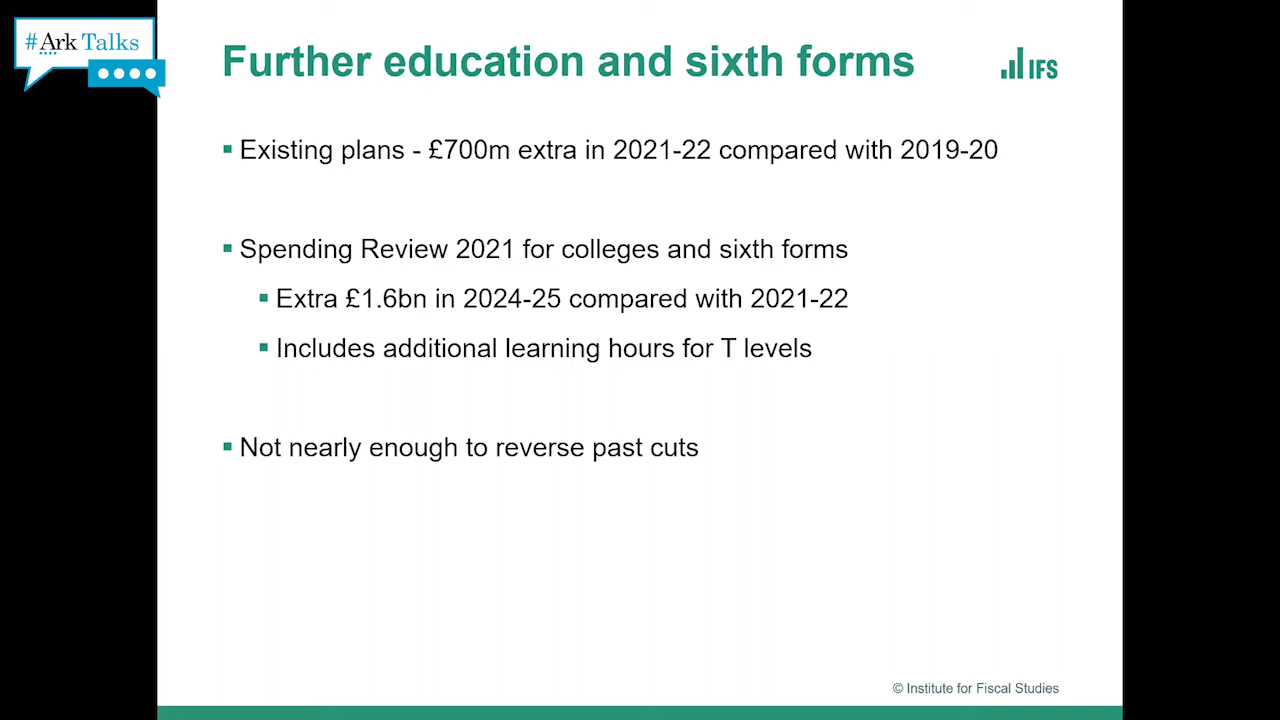 #Ark Talks
Further education and sixth forms
IFS
Existing plans - £700m extra in 2021-22 compared with 2019-20
Spending Review 2021 for colleges and sixth forms
Extra £1.6bn in 2024-25 compared with 2021-22
Includes additional learning hours for T levels
Not nearly enough to reverse past cuts
© Institute for Fiscal Studies